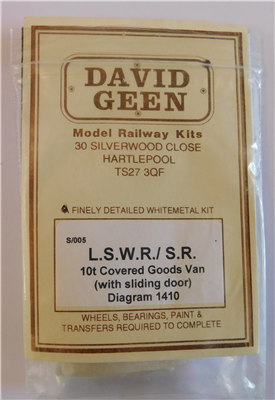 DAVID
GEEN
Model Railway Kits
30 SILVERWOOD CLOSE
HARTLEPOOL
TS27 3QF
A FINELY DETAILED WHITEMETAL KIT
S/005
L.S.W.R./ S.R.
10t Covered Goods Van
(with sliding door)
Diagram 1410
WHEELS, BEARINGS, PAINT &
TRANSFERS REQUIRED TO COMPLETE